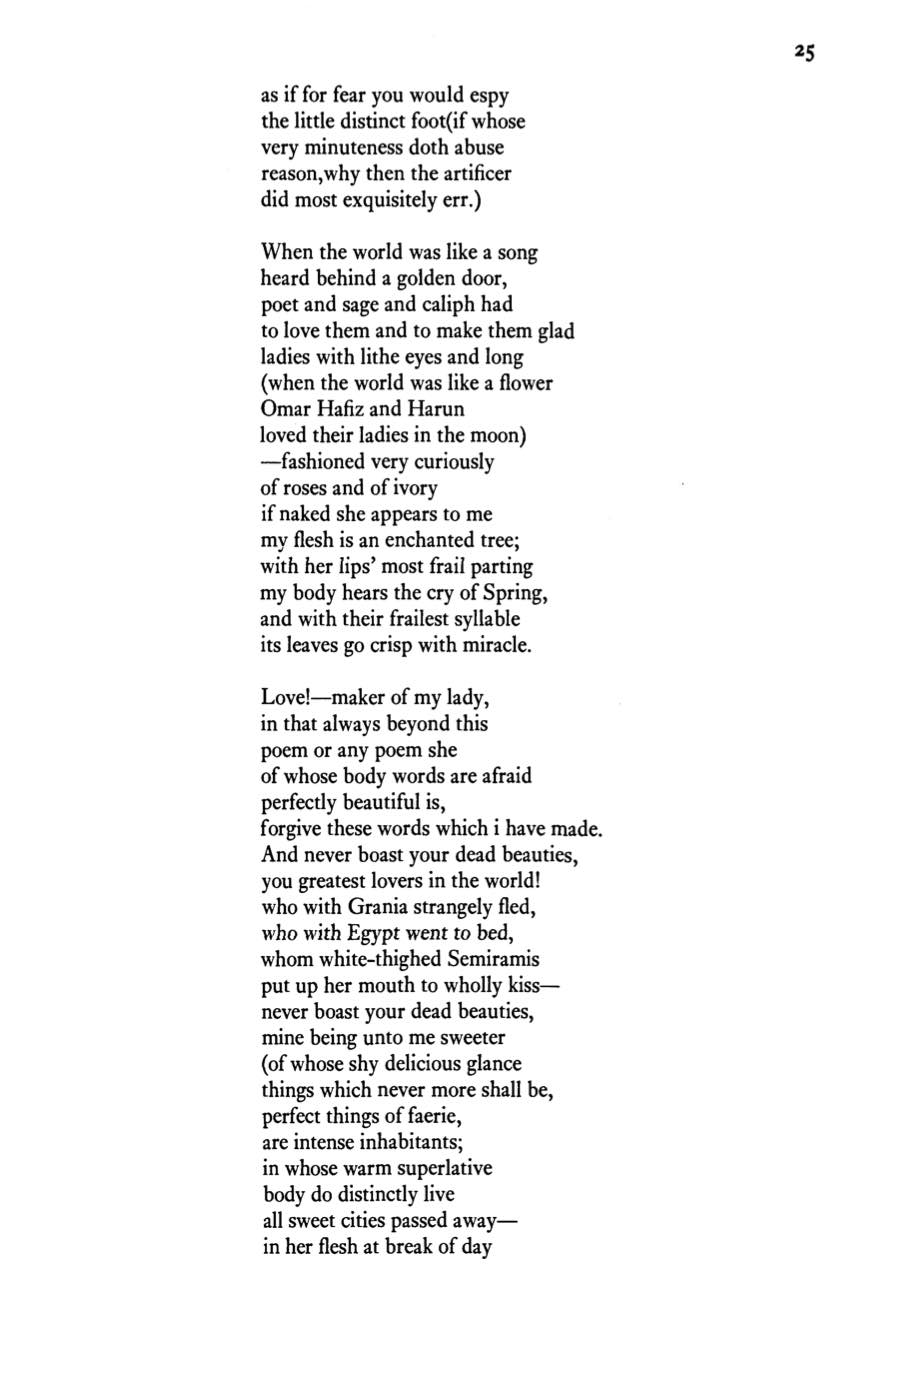 25
as if for fear you would espy
the little distinct foot(if whose
very minuteness doth abuse
reason,why then the artificer
did most exquisitely err.)
When the world was like a song
heard behind a golden door,
poet and sage and caliph had
to love them and to make them glad
ladies with lithe eyes and long
(when the world was like a flower
Omar Hafiz and Harun
loved their ladies in the moon)
—fashioned very curiously
of roses and of ivory
if naked she appears to me
my flesh is an enchanted tree;
with her lips’ most frail parting
my body hears the cry of Spring,
and with their frailest syllable
its leaves go crisp with miracle.
Love!—maker of my lady,
in that always beyond this
poem or any poem she
of whose body words are afraid
perfectly beautiful is,
forgive these words which i have made.
And never boast your dead beauties,
you greatest lovers in the world!
who with Grania strangely fled,
who with Egypt went to bed,
whom white-thighed Semiramis
put up her mouth to wholly kiss—
never boast your dead beauties,
mine being unto me sweeter
(of whose shy delicious glance
things which never more shall be,
perfect things of faerie,
are intense inhabitants;
in whose warm superlative
body do distinctly live
all sweet cities passed away—
in her flesh at break of day